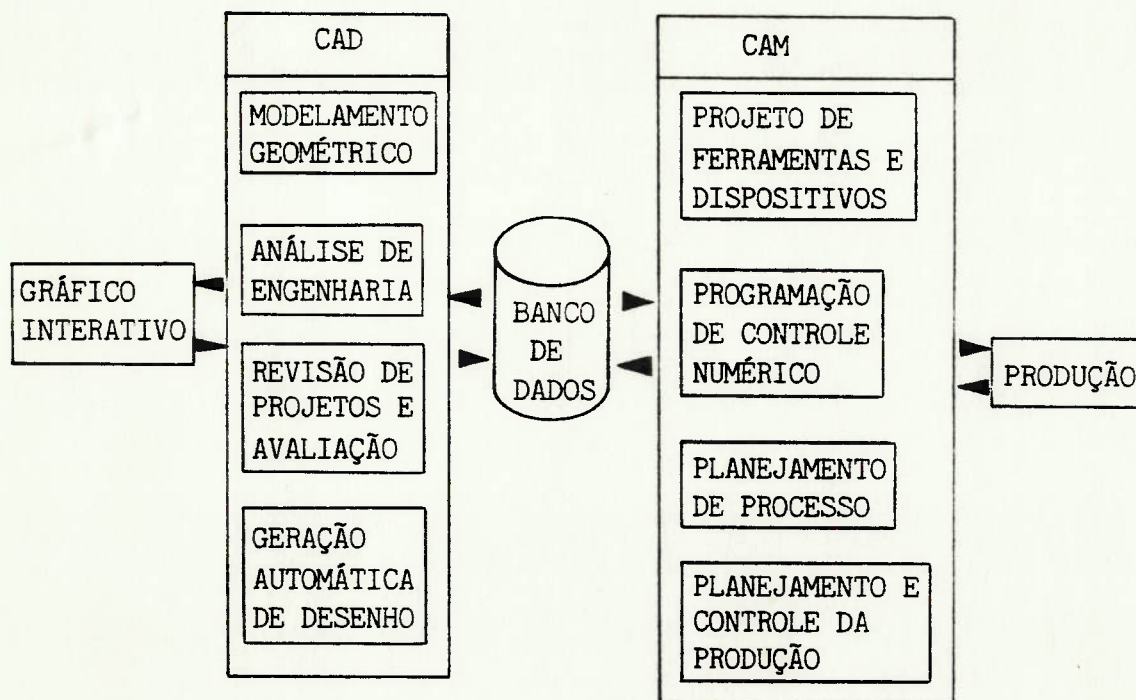 CAD
MODELAMENTO
GEOMÉTRICO
ANÁLISE DE
ENGENHARIA
REVISÃO DE
PROJETOS E
AVALIAÇÃO
GERAÇÃO
AUTOMÁTICA
DE DESENHO
GRÁFICO
INTERATIVO
BANCO
DE
DADOS
CAM
PROJETO DE
FERRAMENTAS E
DISPOSITIVOS
PROGRAMAÇÃO
DE CONTROLE
NUMÉRICO
PLANEJAMENTO
DE PROCESSO
PLANEJAMENTO E
CONTROLE DA
PRODUÇÃO
PRODUÇÃO